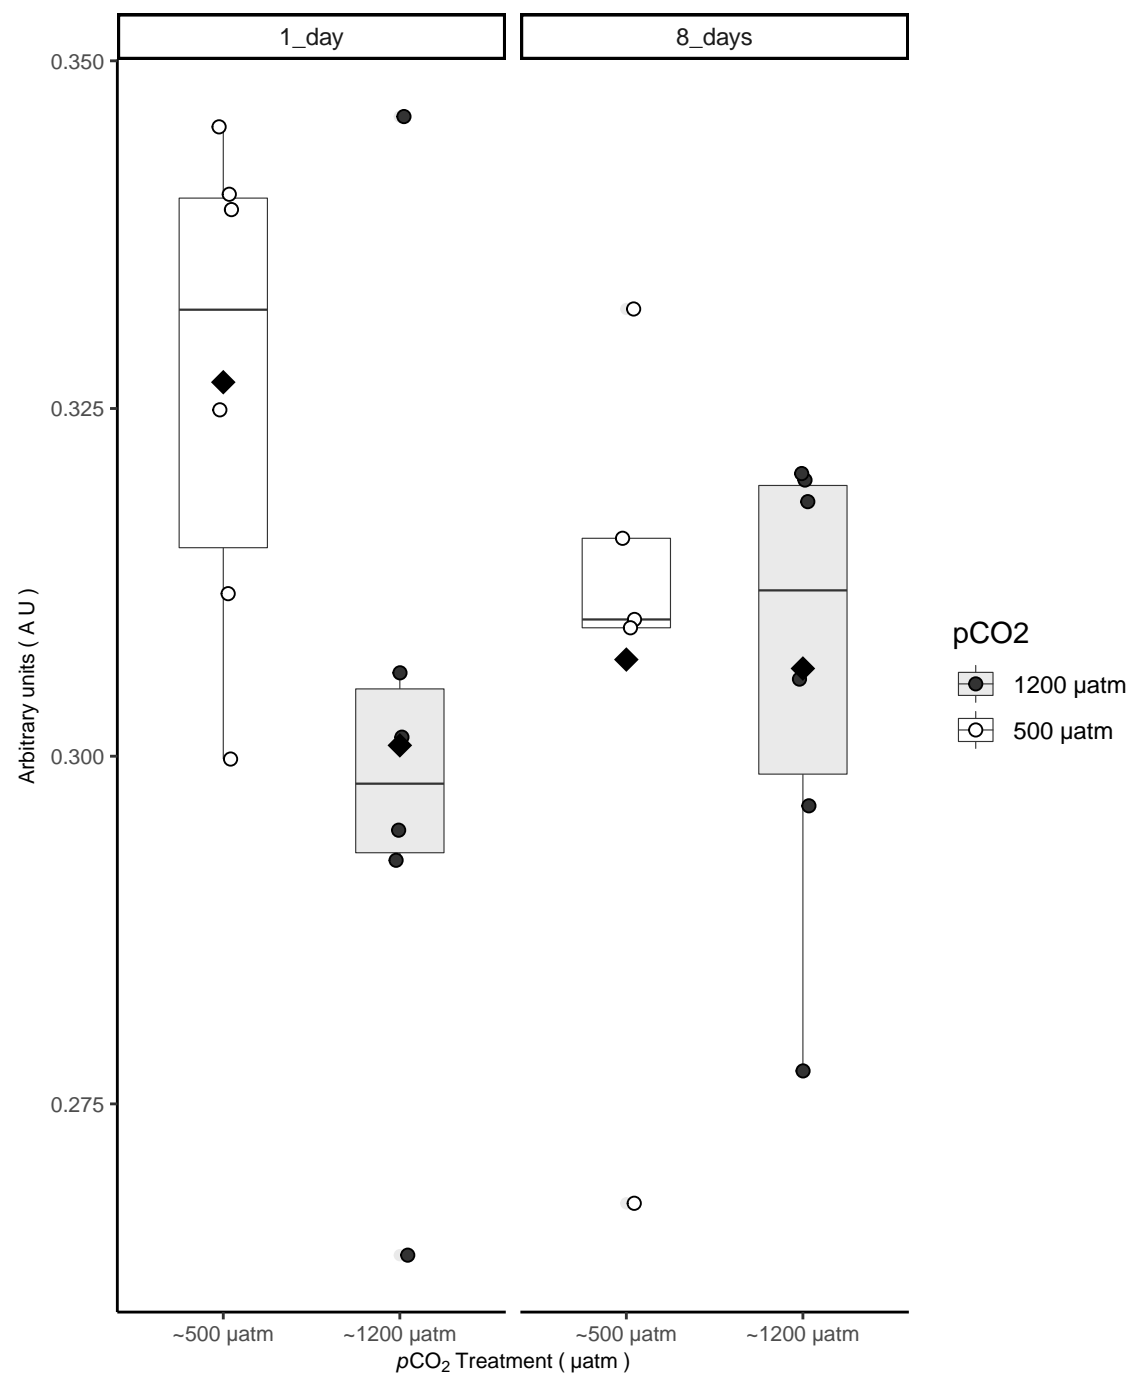 1_day
8_days
0.350
0.325
0.300
0.275
Arbitrary units ( A U )
~500 µatm
~1200 µatm
~500 µatm
~1200 µatm
pCO₂ Treatment ( µatm )
pCO2
1200 µatm
500 µatm